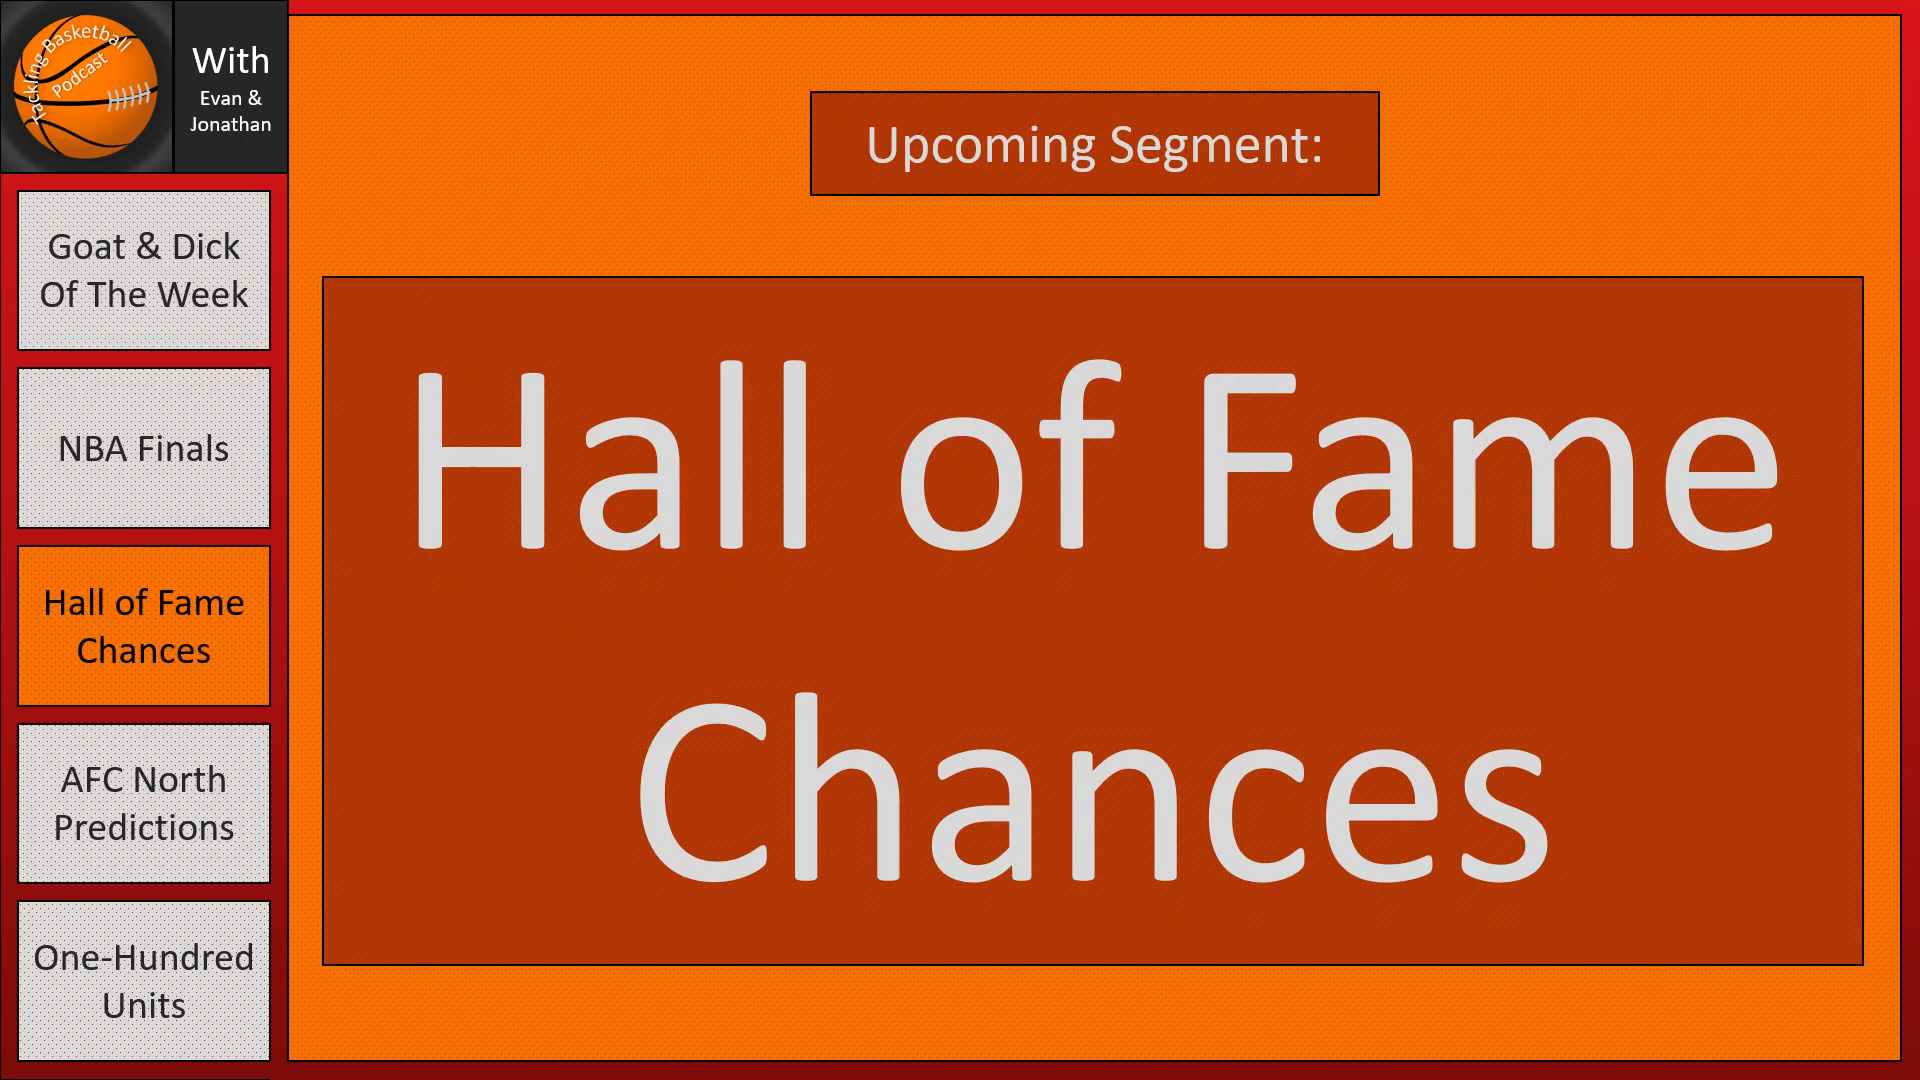 Tackling Basketball
Podcast
With
Evan &
Jonathan
Goat & Dick
Of The Week
NBA Finals
Hall of Fame
Chances
AFC North
Predictions
One-Hundred
Units
Upcoming Segment:
Hall of Fame
Chances